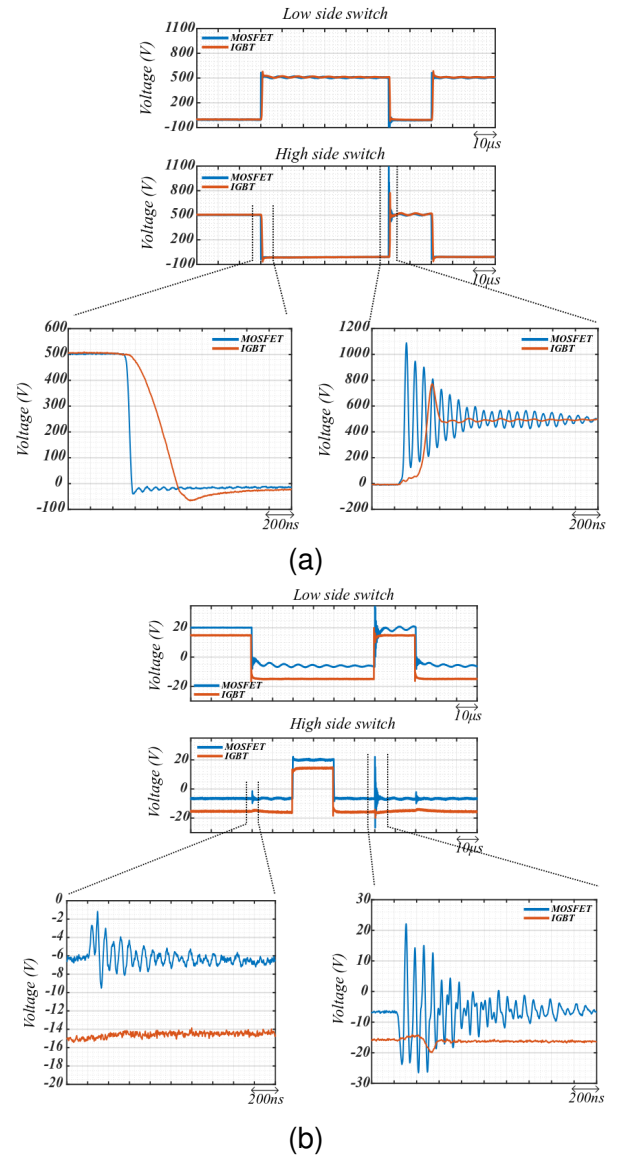 Low side switch
1100
800
500
200
-100
Voltage (V)
MOSFET
IGBT
10μs
High side switch
1100
800
500
200
-100
Voltage (V)
MOSFET
IGBT
10μs
600
500
400
300
200
100
0
-100
Voltage (V)
MOSFET
IGBT
200ns
1200
1000
800
600
400
200
0
-200
Voltage (V)
MOSFET
IGBT
200ns
(a)
Low side switch
20
0
-20
Voltage (V)
MOSFET
IGBT
10μs
High side switch
20
0
-20
Voltage (V)
MOSFET
IGBT
10μs
0
-2
-4
-6
-8
-10
-12
-14
-16
-18
-20
Voltage (V)
200ns
30
20
10
0
-10
-20
-30
Voltage (V)
MOSFET
IGBT
200ns
(b)